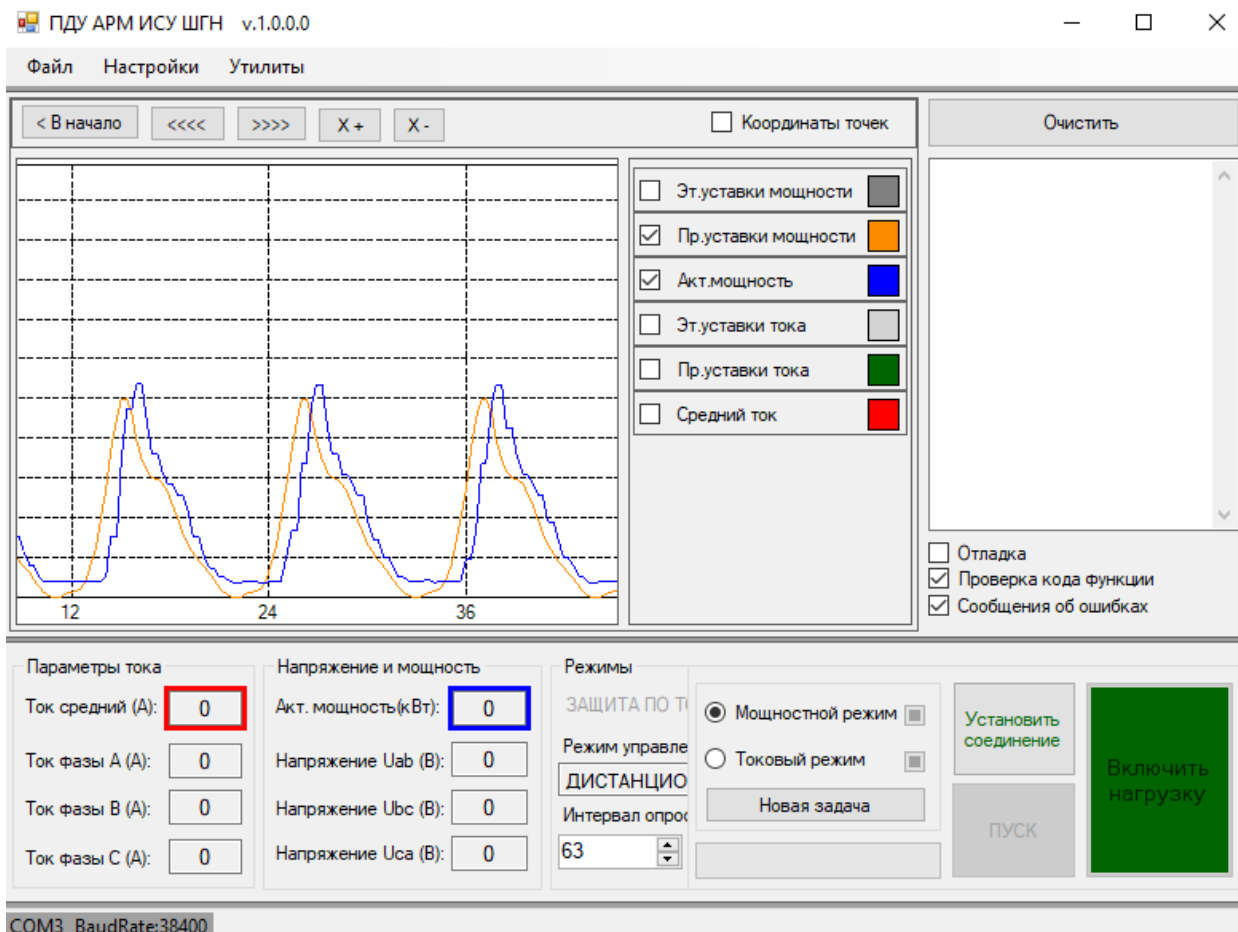 ПДУ АРМ ИСУ ШГН v.1.0.0.0
Файл Настройки Утилиты
< В начало <<<< >>>> X + X - Координаты точек Очистить
Эт.уставки мощности
Пр.уставки мощности
Акт.мощность
Эт.уставки тока
Пр.уставки тока
Средний ток
12 24 36
Отладка
Проверка кода функции
Сообщения об ошибках
Параметры тока Напряжение и мощность Режимы
Ток средний (А): 0 Акт. мощность(кВт): 0 ЗАЩИТА ПО Т
Мощностной режим
Установить
соединение
Ток фазы А (А): 0 Напряжение Uab (В): 0 Режим управле
Токовый режим
ДИСТАНЦИО
Включить
нагрузку
Ток фазы В (А): 0 Напряжение Ubc (В): 0 Интервал опрос
Новая задача
ПУСК
Ток фазы С (А): 0 Напряжение Uca (В): 0 63
COM3 BaudRate:38400